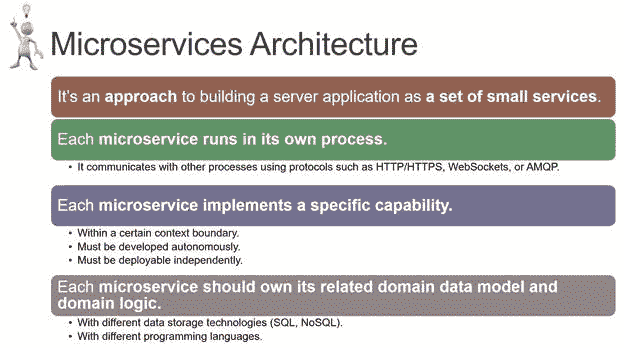 Microservices Architecture
It's an approach to building a server application as a set of small services.
Each microservice runs in its own process.
• It communicates with other processes using protocols such as HTTP/HTTPS, WebSockets, or AMQP.
Each microservice implements a specific capability.
• Within a certain context boundary.
• Must be developed autonomously.
• Must be deployable independently.
Each microservice should own its related domain data model and
domain logic.
• With different data storage technologies (SQL, NoSQL).
• With different programming languages.